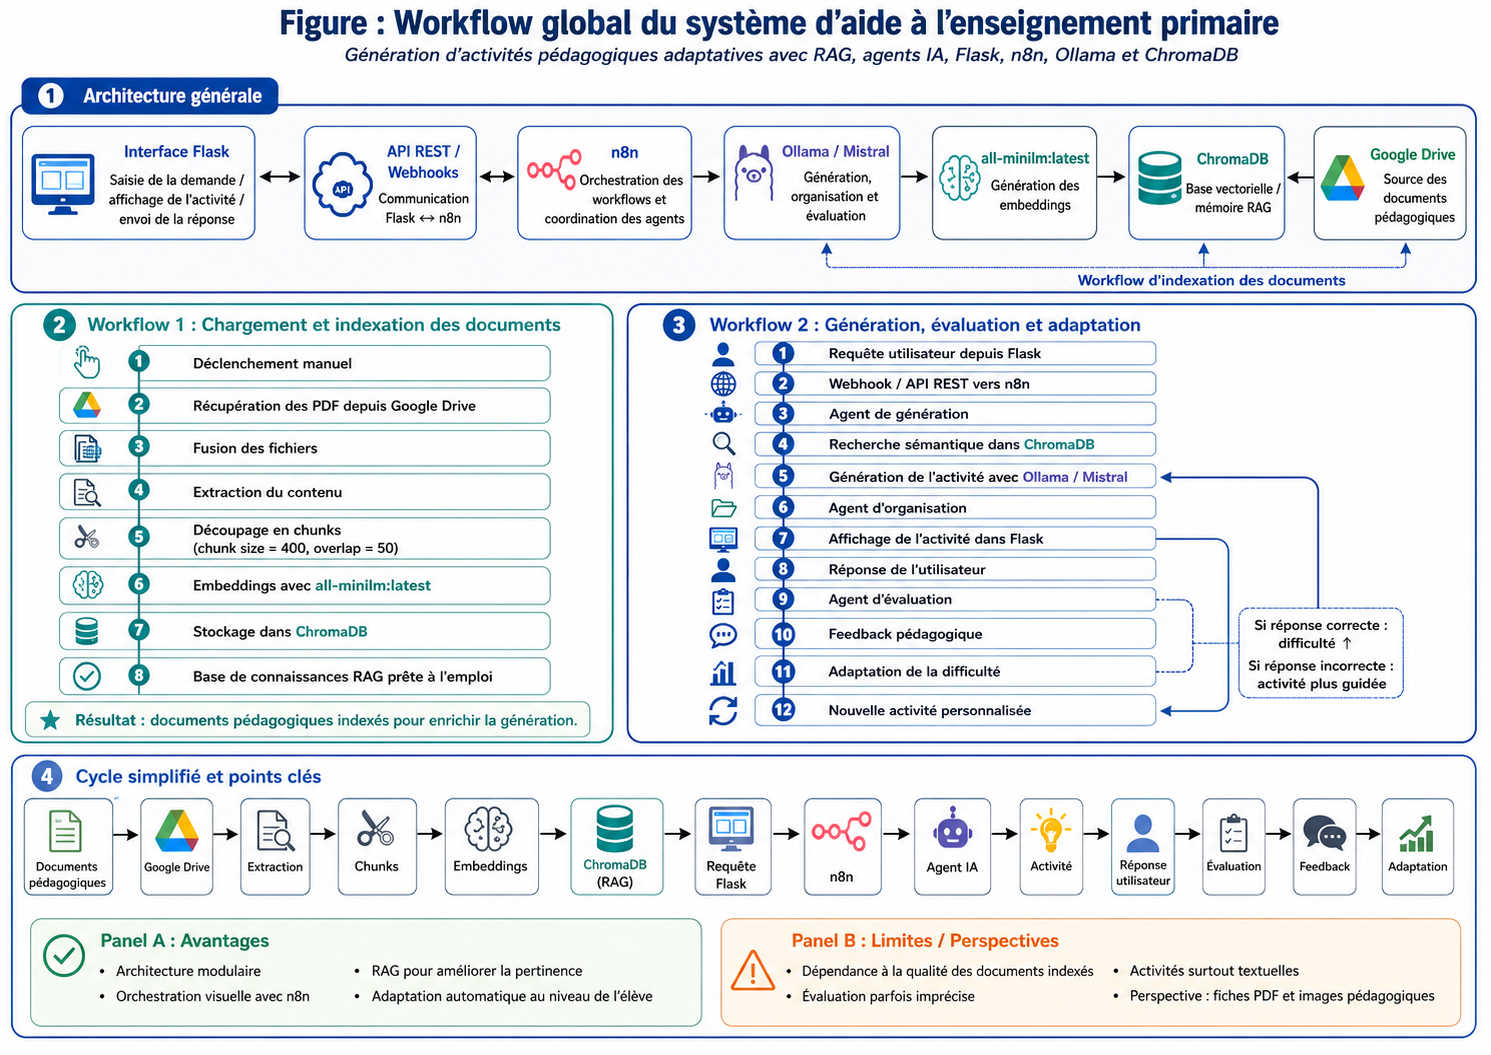 Figure : Workflow global du système d'aide à l'enseignement primaire
Génération d'activités pédagogiques adaptatives avec RAG, agents IA, Flask, n8n, Ollama et ChromaDB
1 Architecture générale
Interface Flask
Saisie de la demande /
affichage de l'activité /
envoi de la réponse
API
API REST /
Webhooks
Communication
Flask ↔ n8n
n8n
Orchestration des
workflows et
coordination des agents
Ollama / Mistral
Génération,
organisation et
évaluation
all-minilm:latest
Génération des
embeddings
ChromaDB
Base vectorielle /
mémoire RAG
Google Drive
Source des
documents
pédagogiques
Workflow d'indexation des documents
2 Workflow 1 : Chargement et indexation des documents
1 Déclenchement manuel
2 Récupération des PDF depuis Google Drive
3 Fusion des fichiers
4 Extraction du contenu
5 Découpage en chunks
(chunk size = 400, overlap = 50)
6 Embeddings avec all-minilm:latest
7 Stockage dans ChromaDB
8 Base de connaissances RAG prête à l'emploi
Résultat : documents pédagogiques indexés pour enrichir la génération.
3 Workflow 2 : Génération, évaluation et adaptation
1 Requête utilisateur depuis Flask
2 Webhook / API REST vers n8n
3 Agent de génération
4 Recherche sémantique dans ChromaDB
5 Génération de l'activité avec Ollama / Mistral
6 Agent d'organisation
7 Affichage de l'activité dans Flask
8 Réponse de l'utilisateur
9 Agent d'évaluation
10 Feedback pédagogique
11 Adaptation de la difficulté
12 Nouvelle activité personnalisée
Si réponse correcte :
difficulté ↑
Si réponse incorrecte :
activité plus guidée
4 Cycle simplifié et points clés
Documents
pédagogiques
Google Drive
Extraction
Chunks
Embeddings
ChromaDB
(RAG)
Requête
Flask
n8n
Agent IA
Activité
Réponse
utilisateur
Évaluation
Feedback
Adaptation
Panel A : Avantages
• Architecture modulaire
• Orchestration visuelle avec n8n
• RAG pour améliorer la pertinence
• Adaptation automatique au niveau de l'élève
Panel B : Limites / Perspectives
• Dépendance à la qualité des documents indexés
• Évaluation parfois imprécise
• Activités surtout textuelles
• Perspective : fiches PDF et images pédagogiques